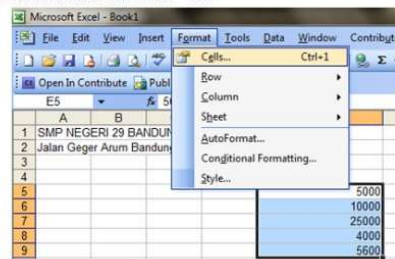 Microsoft Excel - Book1
File Edit View Insert Format Tools Data Window Contribut
Open In Contribute Publ
E5
A B
1 SMP NEGERI 29 BANDUN
2 Jalan Geger Arum Bandung
3
4
5 5000
6 10000
7 25000
8 4000
9 5600
Cells... Ctrl+1
Row
Column
Sheet
AutoFormat...
Conditional Formatting...
Style...